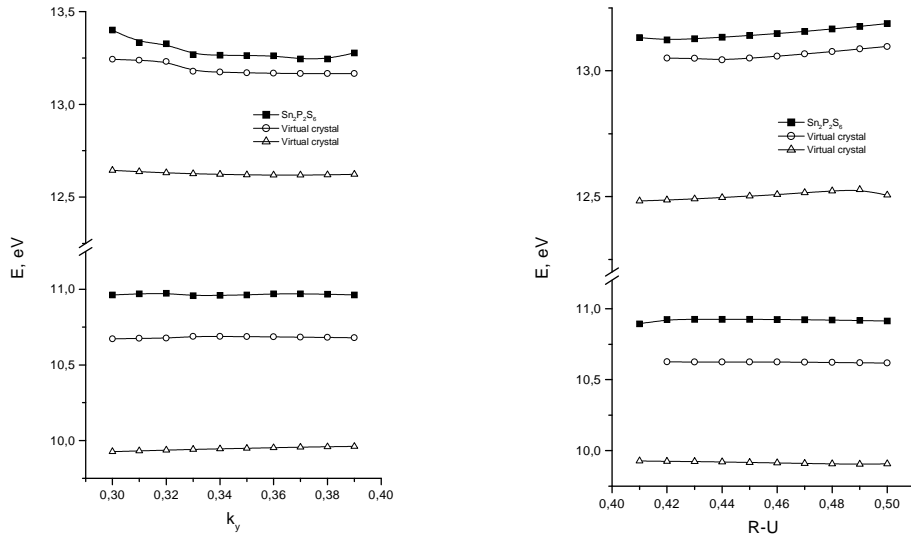 13,5
13,0
12,5
11,0
10,5
10,0
E, eV
Sn2P2S6
Virtual crystal
Virtual crystal
0,30
0,32
0,34
0,36
0,38
0,40
ky
13,0
12,5
11,0
10,5
10,0
E, eV
Sn2P2S6
Virtual crystal
Virtual crystal
0,40
0,42
0,44
0,46
0,48
0,50
R-U